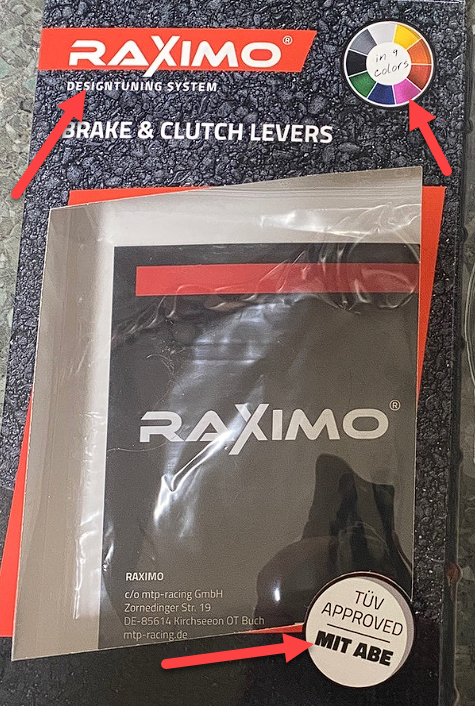 RAXIMO®
DESIGNTUNING SYSTEM
in 9
colors
BRAKE & CLUTCH LEVERS
RAXIMO®
RAXIMO
c/o mtp-racing GmbH
Zornedinger Str. 19
DE-85614 Kirchseeon OT Buch
mtp-racing.de
TÜV
APPROVED
MIT ABE